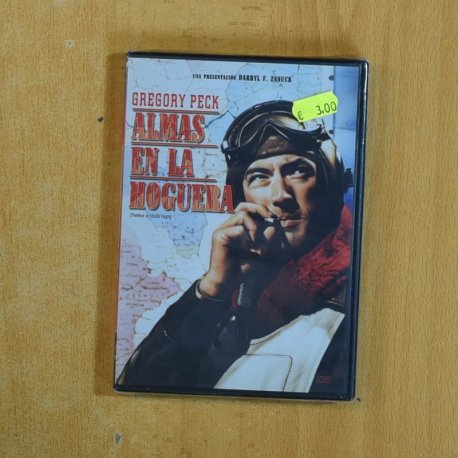 UNA PRESENTACION DARRYL F. ZANUCK
GREGORY PECK
ALMAS
EN LA
HOGUERA
(Twelve o'clock high)
€ 3,00
DVD